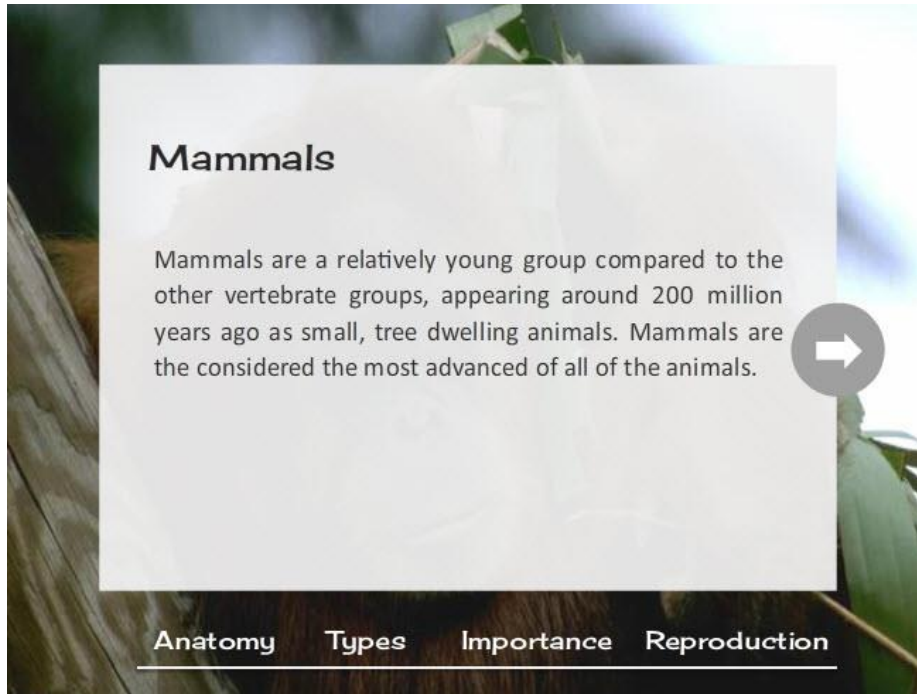 Mammals
Mammals are a relatively young group compared to the
other vertebrate groups, appearing around 200 million
years ago as small, tree dwelling animals. Mammals are
the considered the most advanced of all of the animals.
Anatomy Types Importance Reproduction